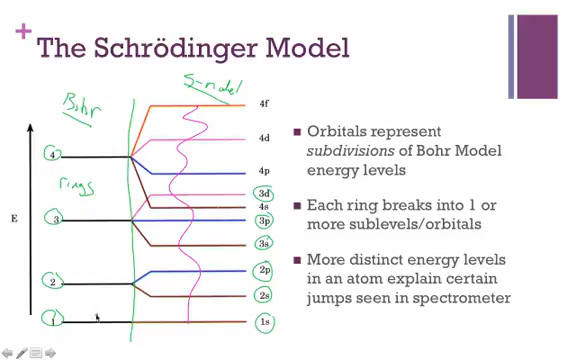 +
The Schrödinger Model
Bohr
S-model
rings
E
4
3
2
1
4f
4d
4p
3d
4s
3p
3s
2p
2s
1s
■ Orbitals represent
subdivisions of Bohr Model
energy levels
■ Each ring breaks into 1 or
more sublevels/orbitals
■ More distinct energy levels
in an atom explain certain
jumps seen in spectrometer